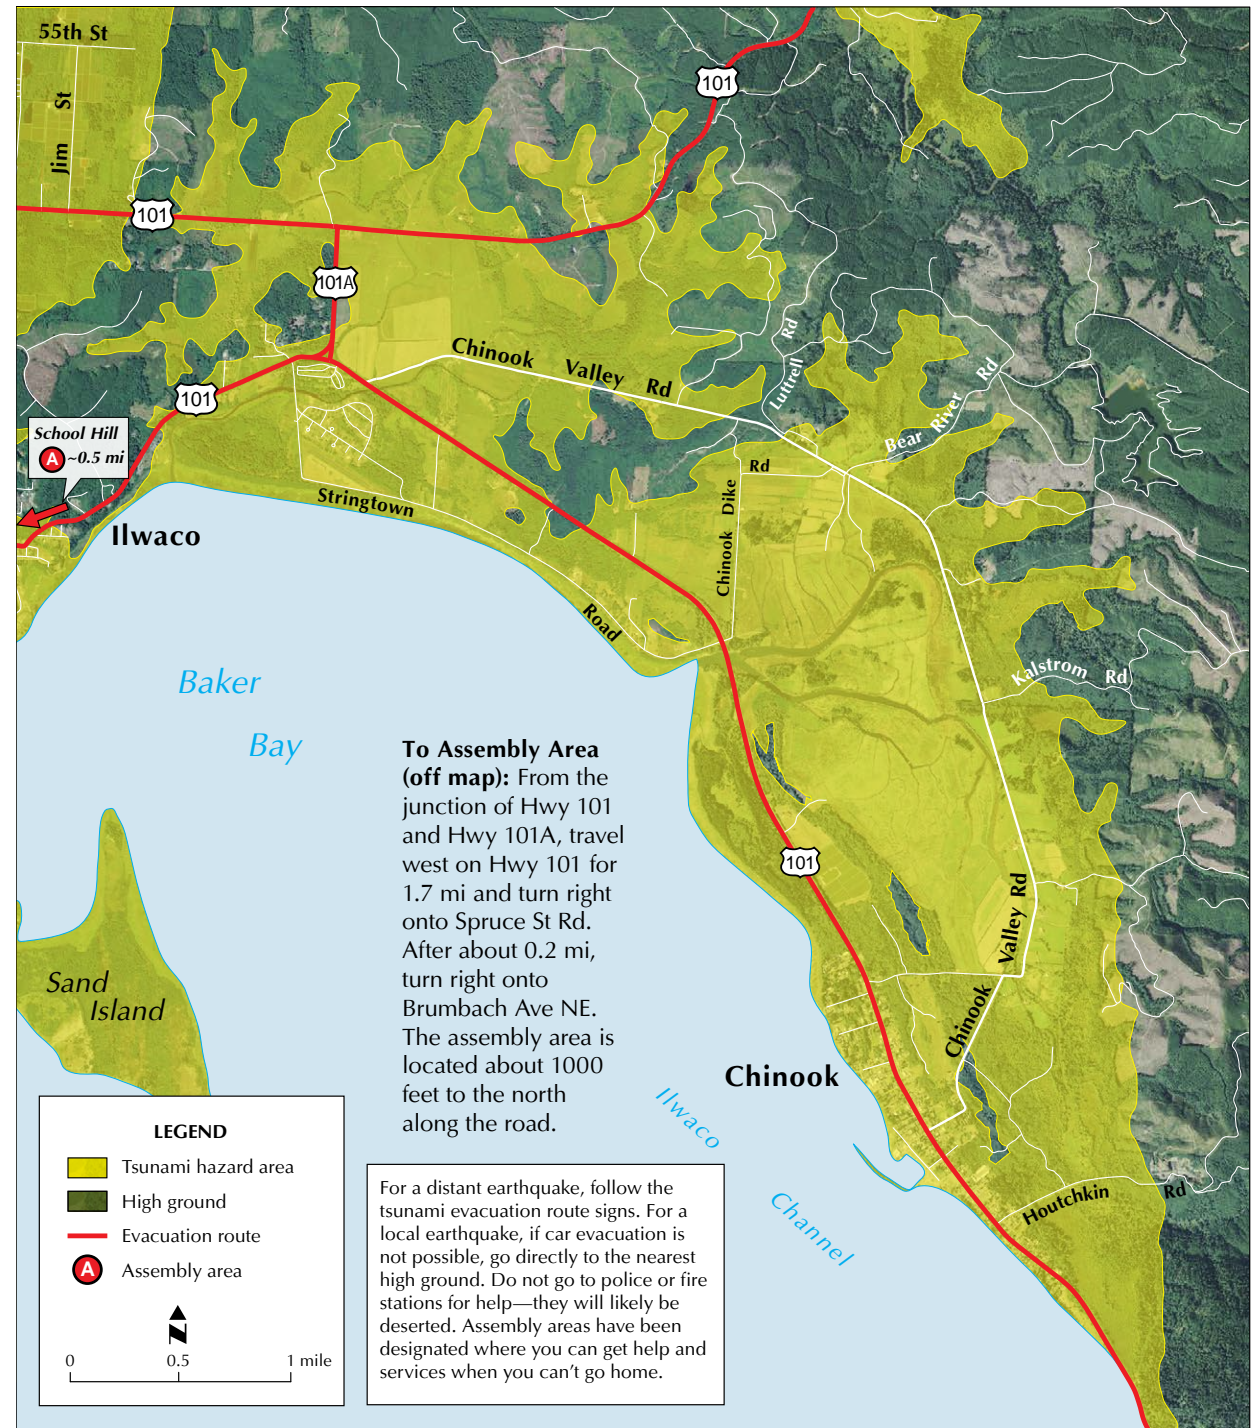 55th St
Jim St
101
101
101A
101
School Hill
A ~0.5 mi
Ilwaco
Chinook Valley Rd
Luttrell Rd
Bear River Rd
Stringtown Road
Chinook Dike Rd
Kalstrom Rd
Baker
Bay
101
Sand
Island
Chinook Valley Rd
Chinook
Ilwaco Channel
Houtchkin Rd
To Assembly Area
(off map): From the
junction of Hwy 101
and Hwy 101A, travel
west on Hwy 101 for
1.7 mi and turn right
onto Spruce St Rd.
After about 0.2 mi,
turn right onto
Brumbach Ave NE.
The assembly area is
located about 1000
feet to the north
along the road.
LEGEND
Tsunami hazard area
High ground
Evacuation route
A Assembly area
N
0 0.5 1 mile
For a distant earthquake, follow the
tsunami evacuation route signs. For a
local earthquake, if car evacuation is
not possible, go directly to the nearest
high ground. Do not go to police or fire
stations for help—they will likely be
deserted. Assembly areas have been
designated where you can get help and
services when you can't go home.